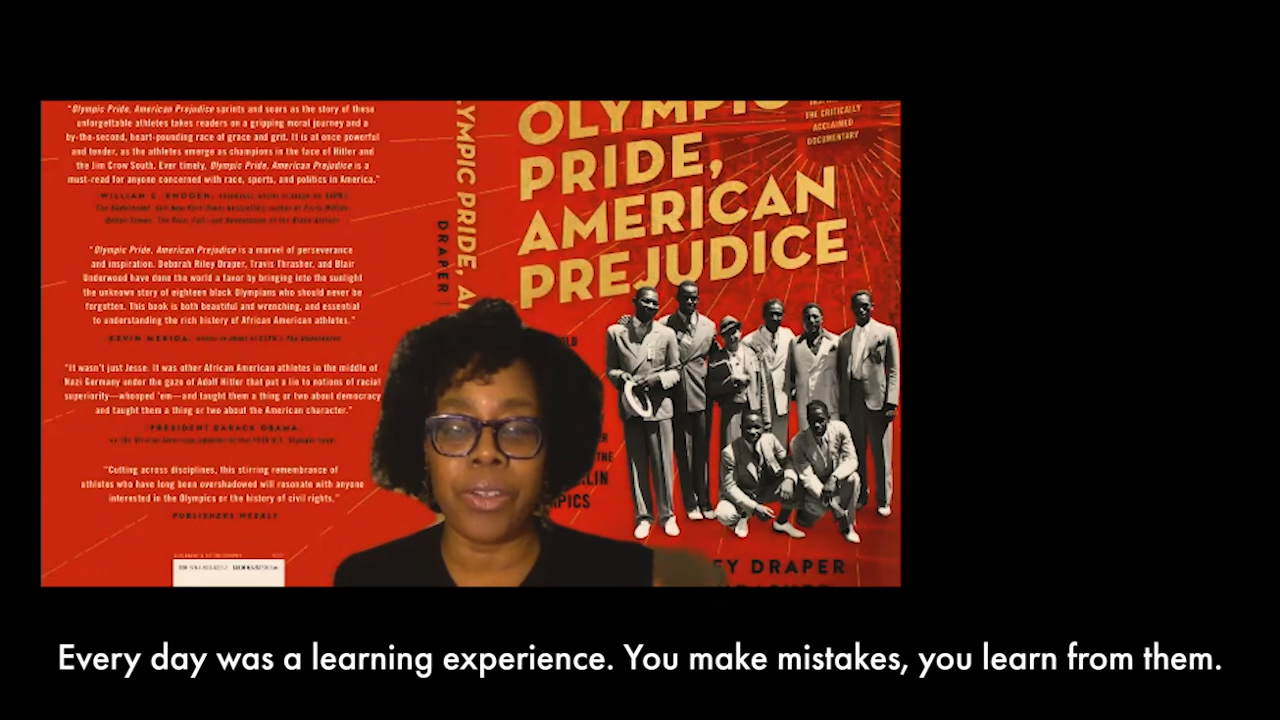 "Olympic Pride, American Prejudice sprints and soars as the story of these
unforgettable athletes takes readers on a gripping moral journey and a
by-the-second, heart-pounding race of grace and grit. It is at once powerful
and tender, as the athletes emerge as champions in the face of Hitler and
the Jim Crow South. Ever timely, Olympic Pride, American Prejudice is a
must-read for anyone concerned with race, sports, and politics in America."
WILLIAM C. RHODEN,
"Olympic Pride, American Prejudice is a marvel of perseverance
and inspiration. Deborah Riley Draper, Travis Thrasher, and Blair
Underwood have done the world a favor by bringing into the sunlight
the unknown story of eighteen black Olympians who should never be
forgotten. This book is both beautiful and wrenching, and essential
to understanding the rich history of African American athletes."
KEVIN MERIDA,
"It wasn't just Jesse. It was other African American athletes in the middle of
Nazi Germany under the gaze of Adolf Hitler that put a lie to notions of racial
superiority—whooped 'em—and taught them a thing or two about democracy
and taught them a thing or two about the American character."
PRESIDENT BARACK OBAMA,
"Cutting across disciplines, this stirring remembrance of
athletes who have long been overshadowed will resonate with anyone
interested in the Olympics or the history of civil rights."
PUBLISHERS WEEKLY
YMPIC PRIDE, A
DRAPER
OLYMPIC
PRIDE,
AMERICAN
PREJUDICE
THE CRITICALLY
ACCLAIMED
DOCUMENTARY
OLD
THE
LIN
PICS
EY DRAPER
Every day was a learning experience. You make mistakes, you learn from them.